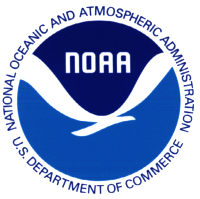 NATIONAL OCEANIC AND ATMOSPHERIC ADMINISTRATION
NOAA
U.S. DEPARTMENT OF COMMERCE